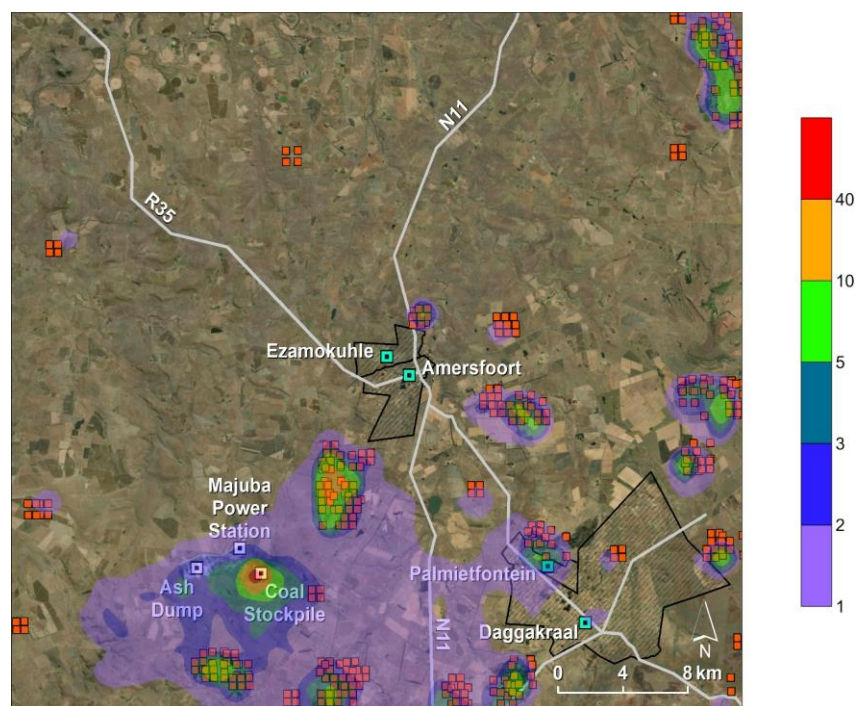 N11
R35
40
10
5
3
2
1
Ezamokuhle
Amersfoort
Majuba
Power
Station
Ash
Dump
Coal
Stockpile
Palmietfontein
N11
Daggakraal
N
0 4 8 km